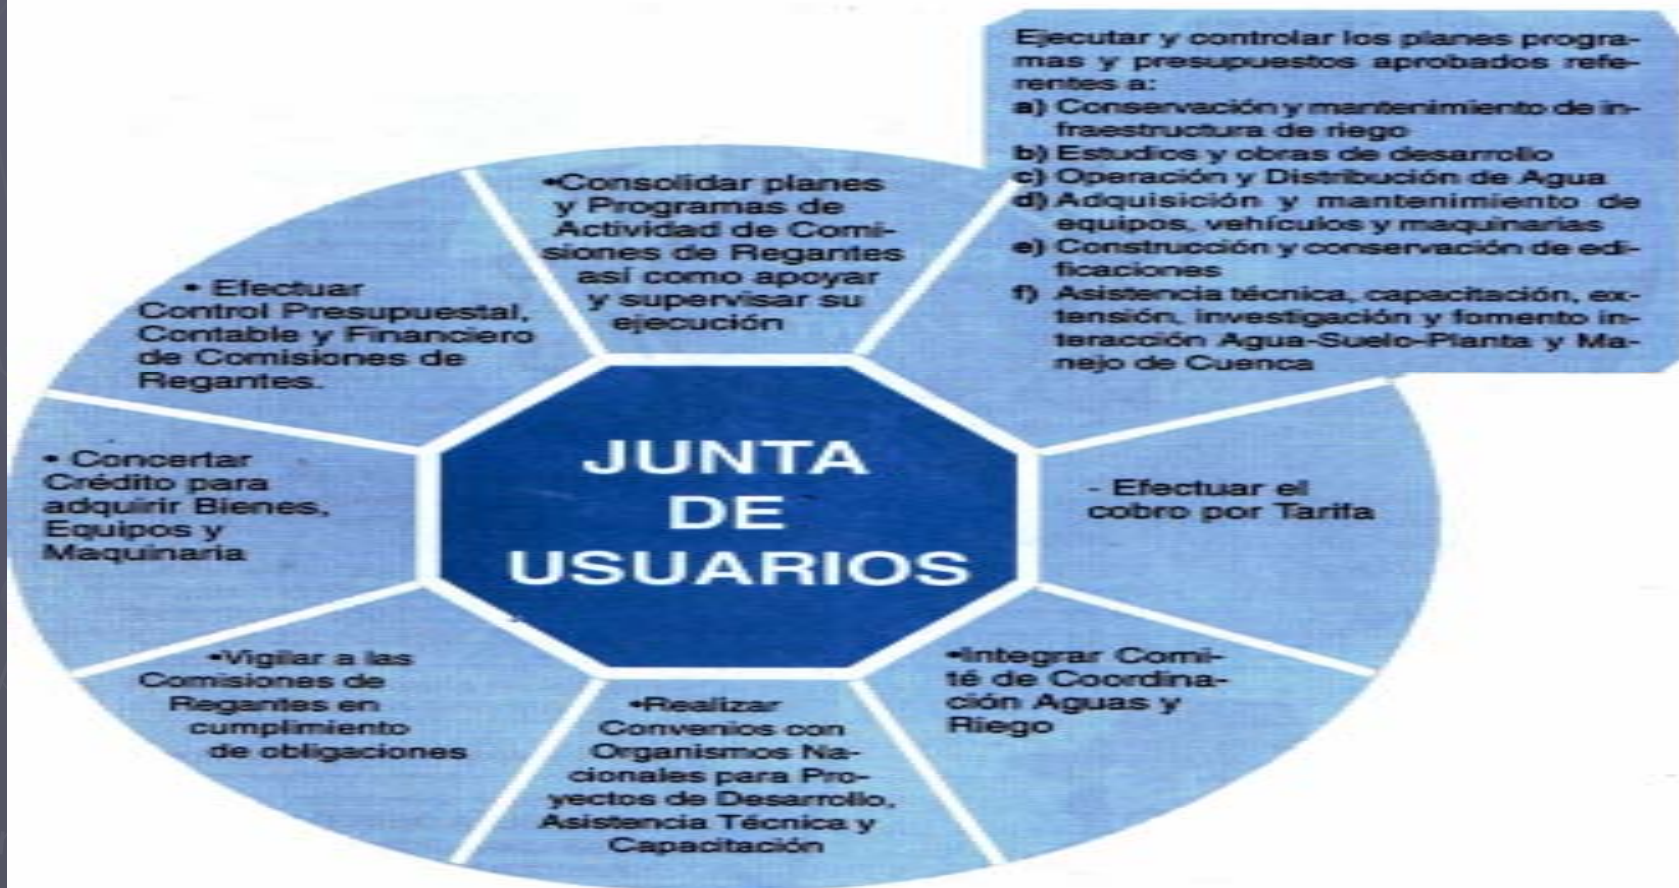 Ejecutar y controlar los planes progra-
mas y presupuestos aprobados refe-
rentes a:
a) Conservación y mantenimiento de in-
fraestructura de riego
b) Estudios y obras de desarrollo
c) Operación y Distribución de Agua
d) Adquisición y mantenimiento de
equipos, vehículos y maquinarias
e) Construcción y conservación de edi-
ficaciones
f) Asistencia técnica, capacitación, ex-
tensión, investigación y fomento in-
teracción Agua-Suelo-Planta y Ma-
nejo de Cuenca
•Consolidar planes
y Programas de
Actividad de Comi-
siones de Regantes
así como apoyar
y supervisar su
ejecución
• Efectuar
Control Presupuestal,
Contable y Financiero
de Comisiones de
Regantes.
• Concertar
Crédito para
adquirir Bienes,
Equipos y
Maquinaria
JUNTA
DE
USUARIOS
- Efectuar el
cobro por Tarifa
•Vigilar a las
Comisiones de
Regantes en
cumplimiento
de obligaciones
•Realizar
Convenios con
Organismos Na-
cionales para Pro-
yectos de Desarrollo,
Asistencia Técnica y
Capacitación
•Integrar Comi-
té de Coordina-
ción Aguas y
Riego